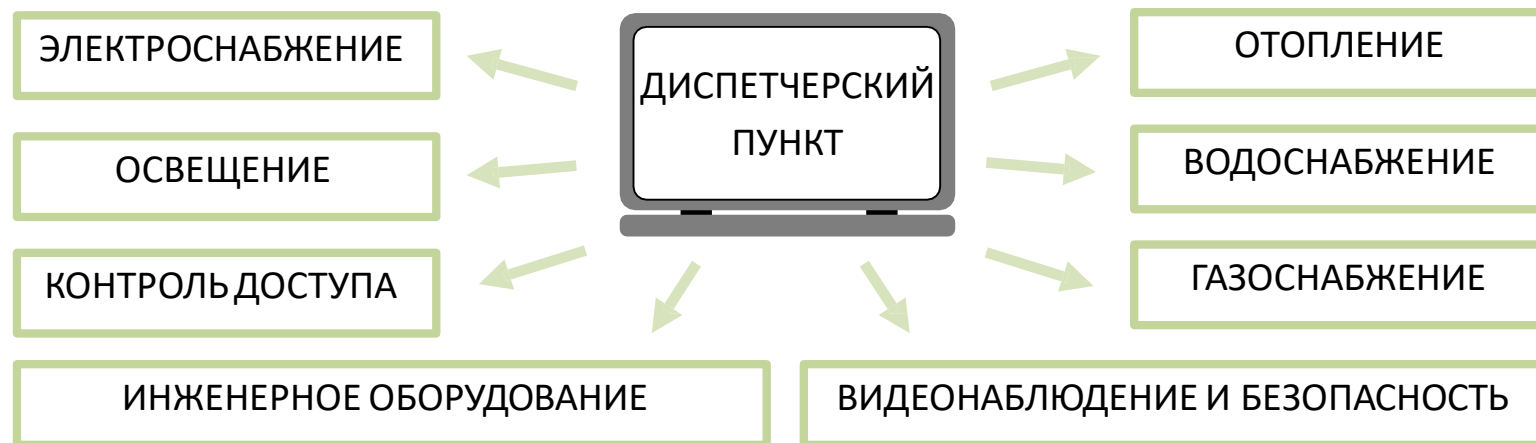 ЭЛЕКТРОСНАБЖЕНИЕ
ОСВЕЩЕНИЕ
КОНТРОЛЬ ДОСТУПА
ДИСПЕТЧЕРСКИЙ
ПУНКТ
ОТОПЛЕНИЕ
ВОДОСНАБЖЕНИЕ
ГАЗОСНАБЖЕНИЕ
ИНЖЕНЕРНОЕ ОБОРУДОВАНИЕ
ВИДЕОНАБЛЮДЕНИЕ И БЕЗОПАСНОСТЬ